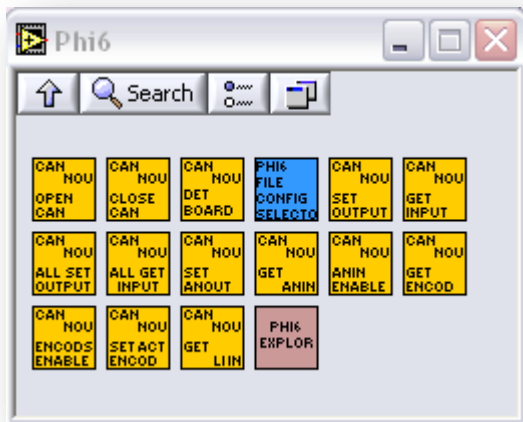 Phi6
Search
CAN NOU OPEN CAN
CAN NOU CLOSE CAN
CAN NOU DET BOARD
PHI6 FILE CONFIG SELECTO
CAN NOU SET OUTPUT
CAN NOU GET INPUT
CAN NOU ALL SET OUTPUT
CAN NOU ALL GET INPUT
CAN NOU SET ANOUT
CAN NOU GET ANIN
CAN NOU ANIN ENABLE
CAN NOU GET ENCOD
CAN NOU ENCODS ENABLE
CAN NOU SET ACT ENCOD
CAN NOU GET LIIN
PHI6 EXPLOR